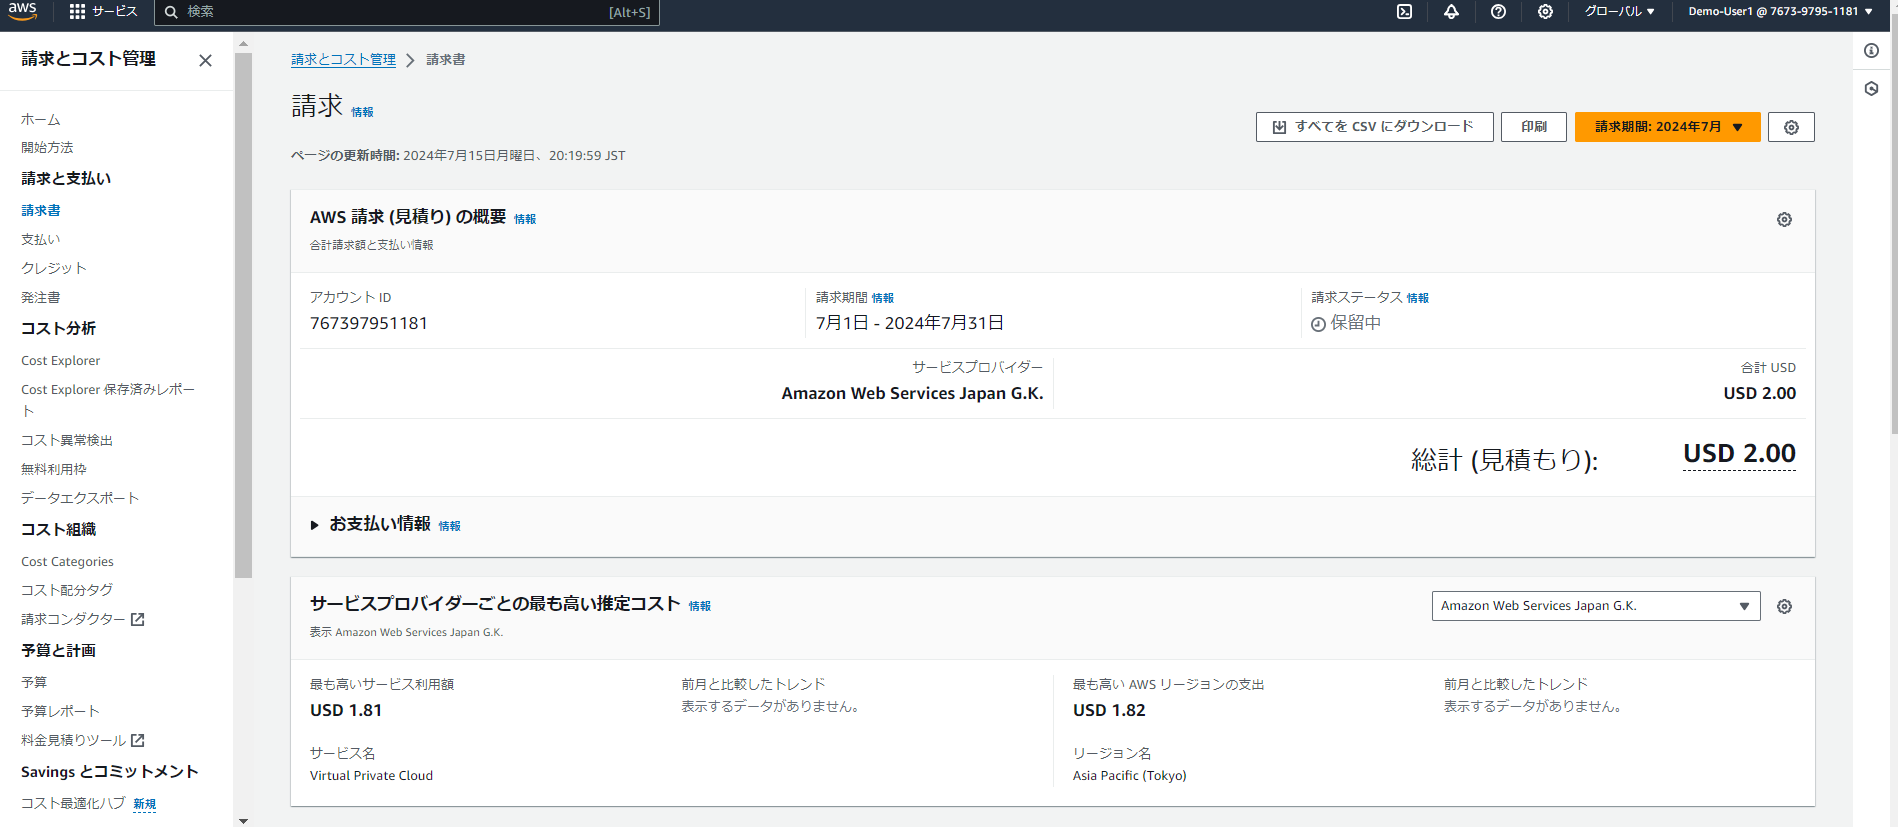 aws
サービス
検索
[Alt+S]
グローバル ▼
Demo-User1 @ 7673-9795-1181 ▼
請求とコスト管理
ホーム
開始方法
請求と支払い
請求書
支払い
クレジット
発注書
コスト分析
Cost Explorer
Cost Explorer 保存済みレポー
ト
コスト異常検出
無料利用枠
データエクスポート
コスト組織
Cost Categories
コスト配分タグ
請求コンダクター
予算と計画
予算
予算レポート
料金見積りツール
Savings とコミットメント
コスト最適化ハブ 新規
請求とコスト管理 > 請求書
請求 情報
ページの更新時間: 2024年7月15日月曜日、20:19:59 JST
すべてを CSV にダウンロード
印刷
請求期間: 2024年7月 ▼
AWS 請求 (見積り) の概要 情報
合計請求額と支払い情報
アカウント ID
767397951181
請求期間 情報
7月1日 - 2024年7月31日
請求ステータス 情報
保留中
サービスプロバイダー
Amazon Web Services Japan G.K.
合計 USD
USD 2.00
総計 (見積もり):
USD 2.00
お支払い情報 情報
サービスプロバイダーごとの最も高い推定コスト 情報
表示 Amazon Web Services Japan G.K.
Amazon Web Services Japan G.K.
最も高いサービス利用額
USD 1.81
サービス名
Virtual Private Cloud
前月と比較したトレンド
表示するデータがありません。
最も高い AWS リージョンの支出
USD 1.82
リージョン名
Asia Pacific (Tokyo)
前月と比較したトレンド
表示するデータがありません。